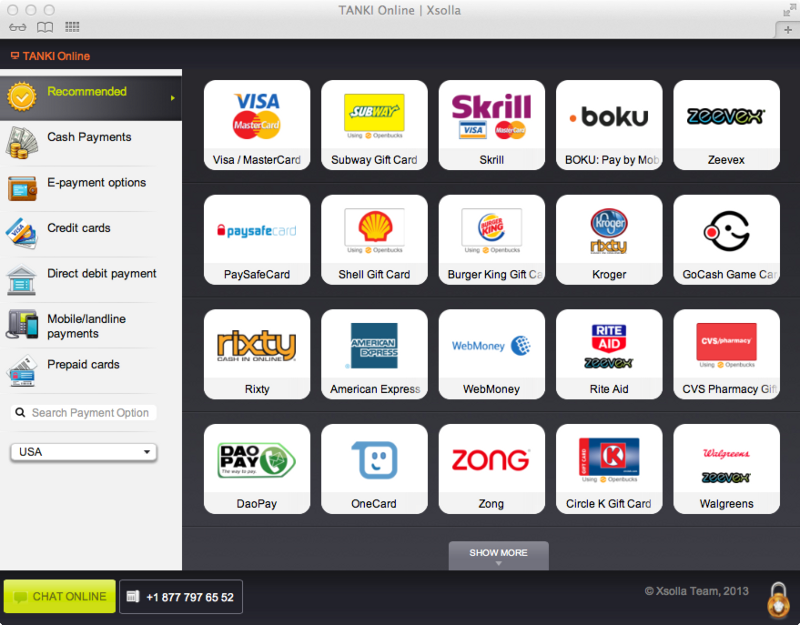 TANKI Online | Xsolla
TANKI Online
Recommended
Cash Payments
E-payment options
Credit cards
Direct debit payment
Mobile/landline
payments
Prepaid cards
Search Payment Option
USA
VISA
MasterCard
Visa / MasterCard
SUBWAY
Using Openbucks
Subway Gift Card
Skrill
VISA MasterCard
Skrill
boku
BOKU: Pay by Mob
zeevex
Zeevex
paysafecard
PaySafeCard
Using Openbucks
Shell Gift Card
BURGER
KING
Using Openbucks
Burger King Gift Ca
Kroger
rixty
Kroger
GoCash Game Car
rixty
CASH IN ONLINE
Rixty
AMERICAN
EXPRESS
American Express
WebMoney
WebMoney
RITE
AID
zeevex
Rite Aid
CVS/pharmacy
Using Openbucks
CVS Pharmacy Gif
DAO
PAY
The way to pay.
DaoPay
OneCard
ZONG
Zong
GIFT CARD
K
Using Openbucks
Circle K Gift Card
Walgreens
zeevex
Walgreens
SHOW MORE
CHAT ONLINE
+1 877 797 65 52
© Xsolla Team, 2013